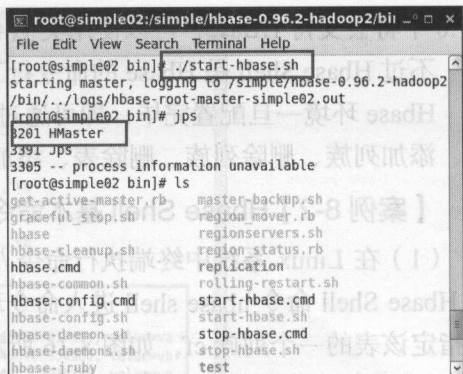 root@simple02:/simple/hbase-0.96.2-hadoop2/bi
File Edit View Search Terminal Help
[root@simple02 bin]# ./start-hbase.sh
starting master, logging to /simple/hbase-0.96.2-hadoop2
/bin/../logs/hbase-root-master-simple02.out
[root@simple02 bin]# jps
3201 HMaster
3391 Jps
3305 -- process information unavailable
[root@simple02 bin]# ls
get-active-master.rb master-backup.sh
graceful_stop.sh region_mover.rb
hbase regionservers.sh
hbase-cleanup.sh region_status.rb
hbase.cmd replication
hbase-common.sh rolling-restart.sh
hbase-config.cmd start-hbase.cmd
hbase-config.sh start-hbase.sh
hbase-daemon.sh stop-hbase.cmd
hbase-daemons.sh stop-hbase.sh
hbase-jruby test